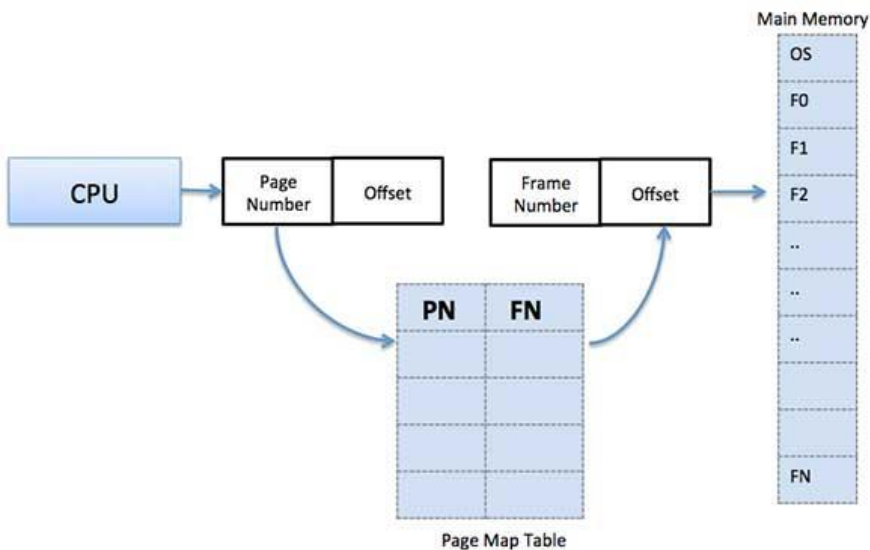 Main Memory
OS
F0
F1
F2
..
..
..
FN
CPU
Page
Number
Offset
Frame
Number
Offset
PN
FN
Page Map Table